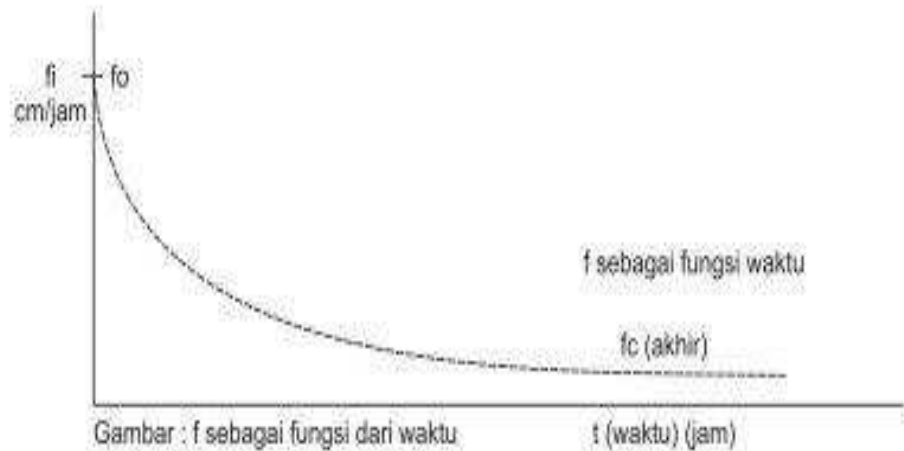 fi fo
cm/jam
f sebagai fungsi waktu
fc (akhir)
Gambar : f sebagai fungsi dari waktu t (waktu) (jam)